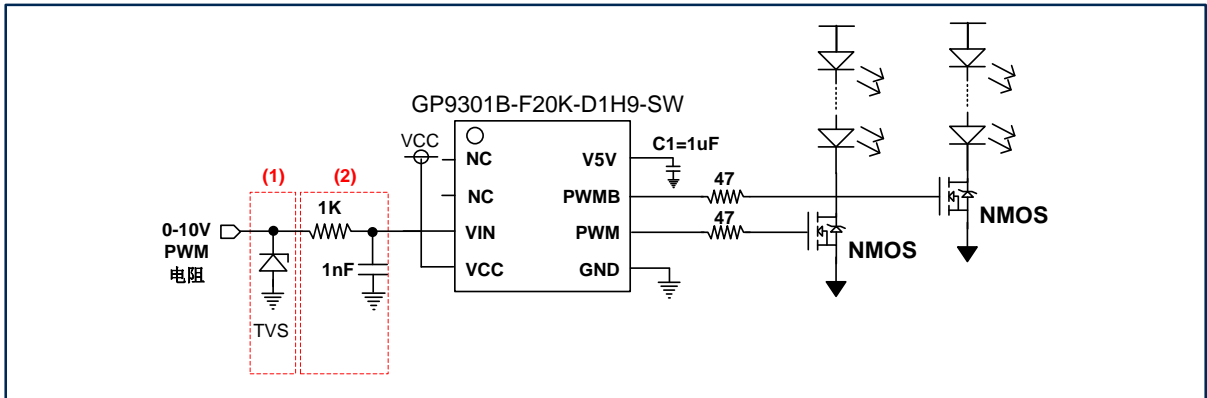 GP9301B-F20K-D1H9-SW
VCC
(1)
(2)
0-10V
PWM
电阻
TVS
1K
1nF
NC
NC
VIN
VCC
V5V
PWMB
PWM
GND
C1=1uF
47
47
NMOS
NMOS